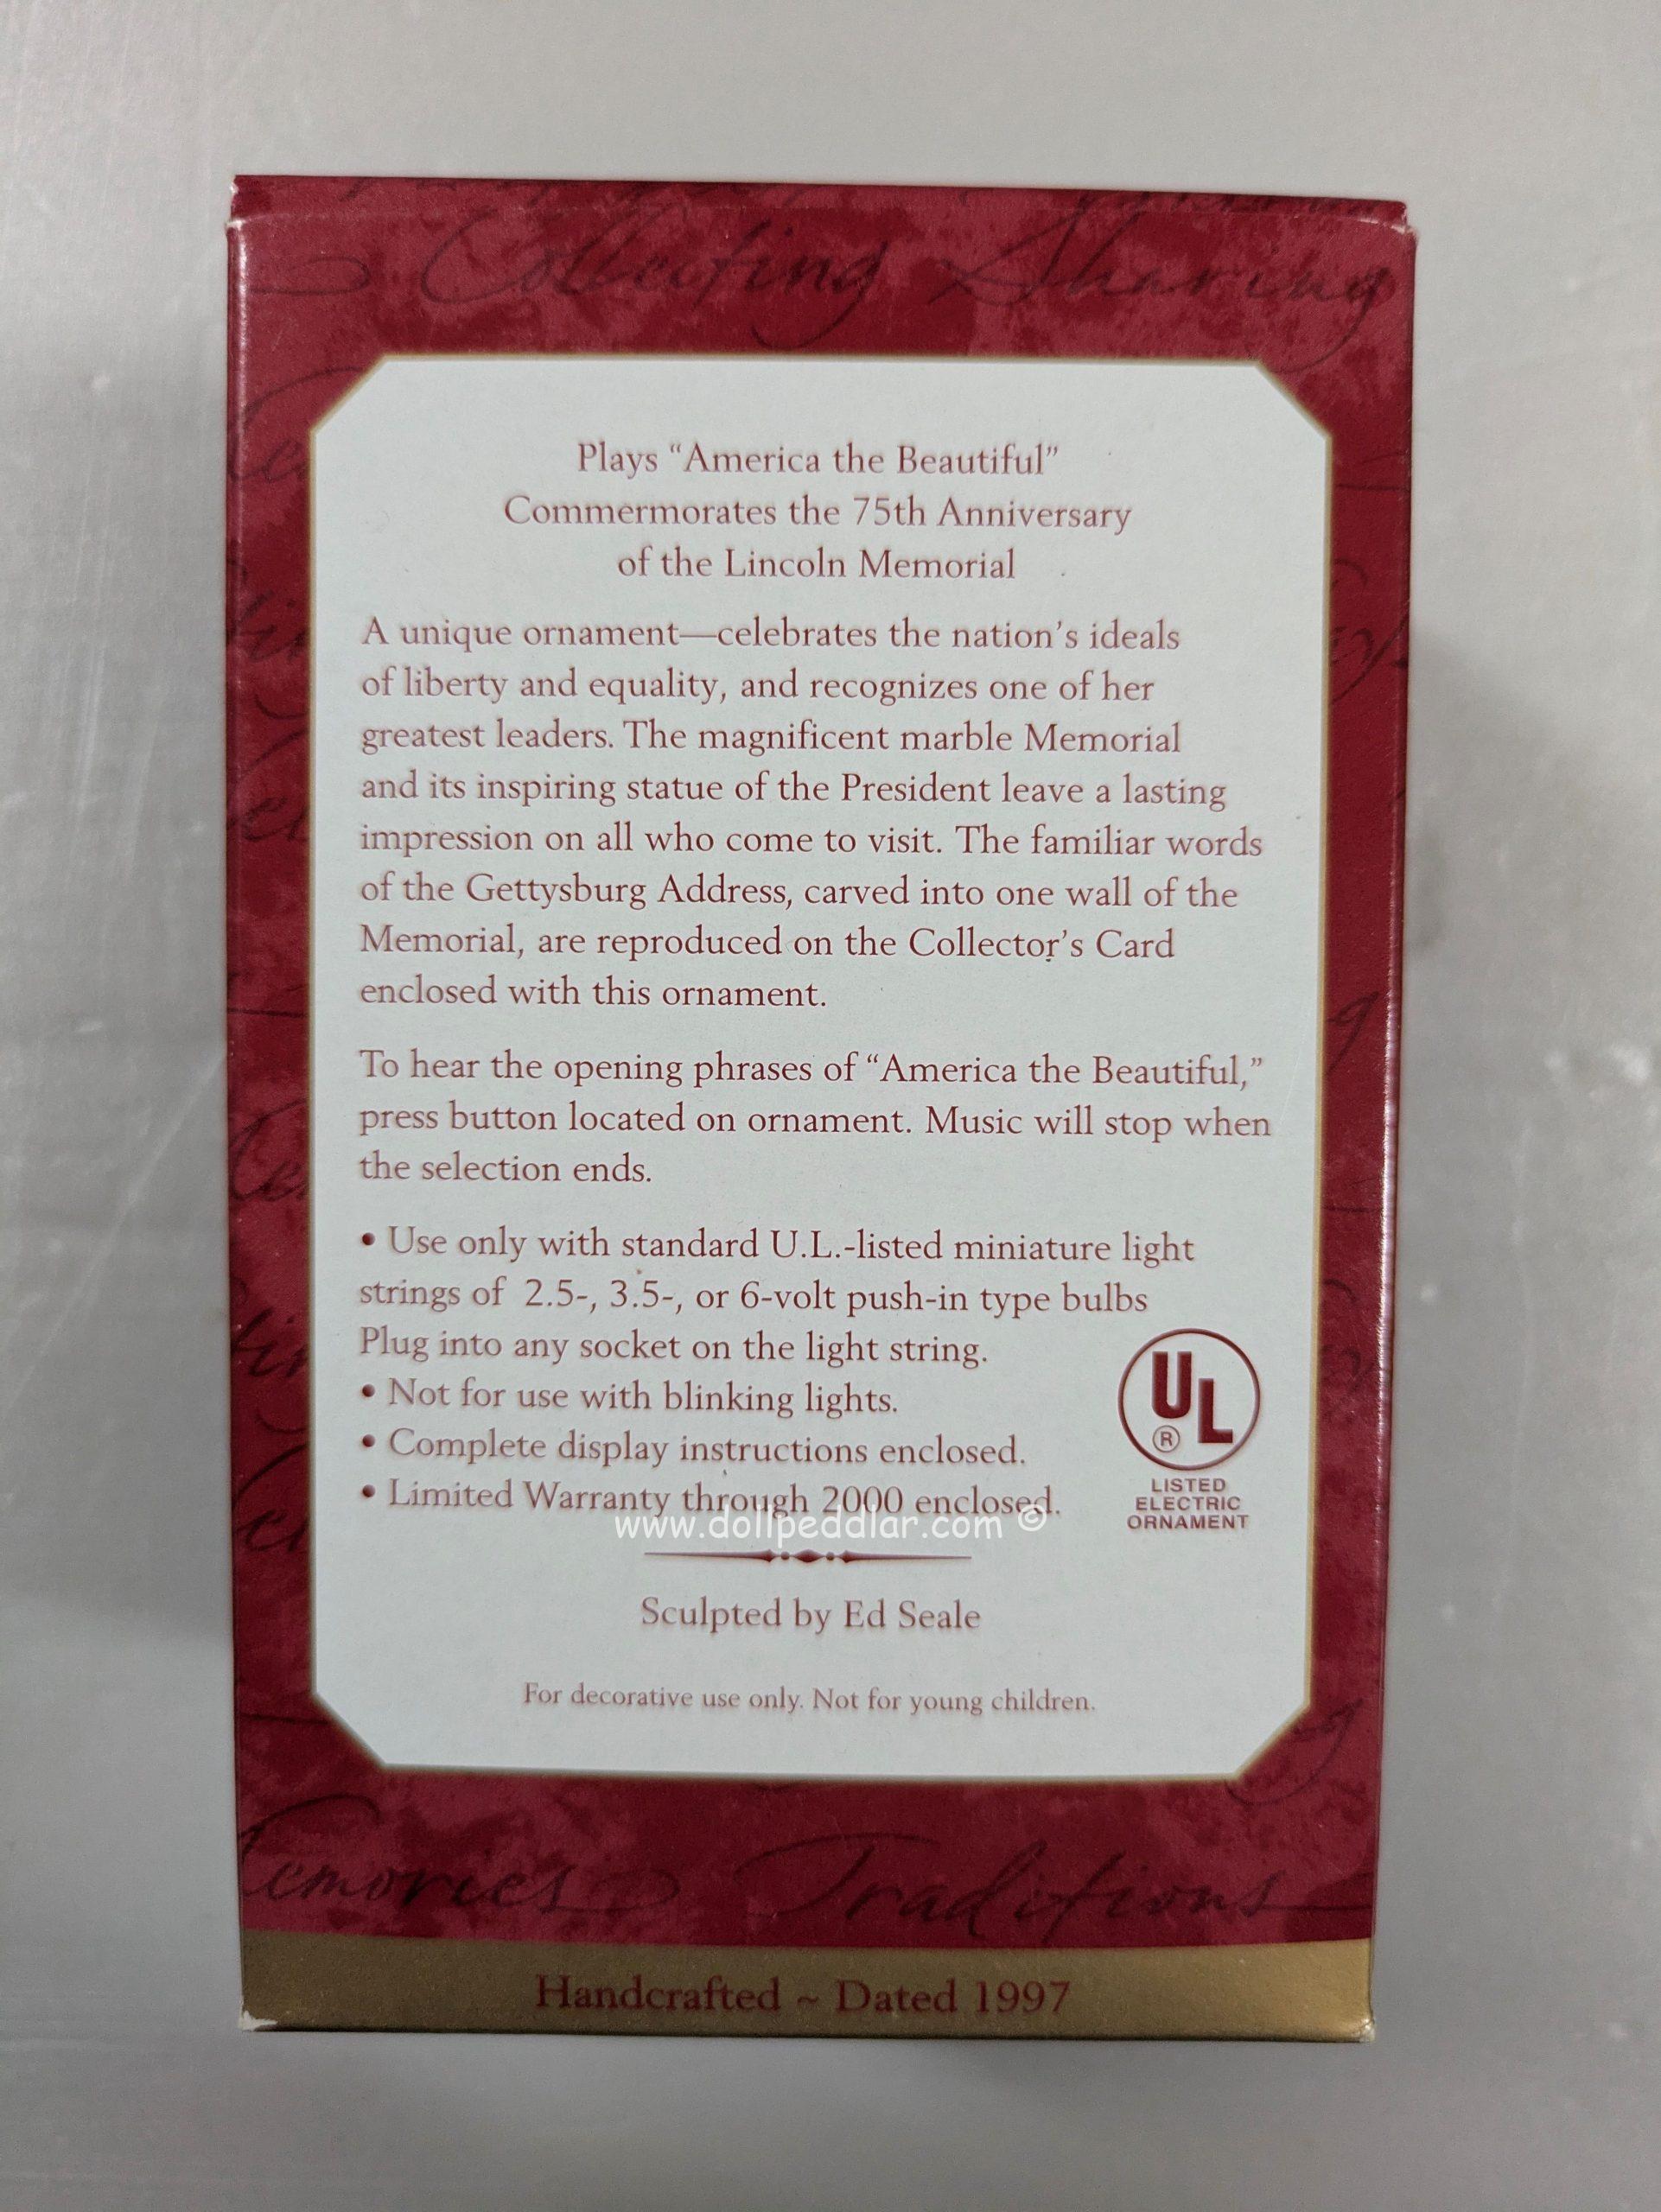 Collecting Sharing
Plays “America the Beautiful”
Commermorates the 75th Anniversary
of the Lincoln Memorial
A unique ornament—celebrates the nation’s ideals
of liberty and equality, and recognizes one of her
greatest leaders. The magnificent marble Memorial
and its inspiring statue of the President leave a lasting
impression on all who come to visit. The familiar words
of the Gettysburg Address, carved into one wall of the
Memorial, are reproduced on the Collector’s Card
enclosed with this ornament.
To hear the opening phrases of “America the Beautiful,”
press button located on ornament. Music will stop when
the selection ends.
• Use only with standard U.L.-listed miniature light
strings of 2.5-, 3.5-, or 6-volt push-in type bulbs
Plug into any socket on the light string.
• Not for use with blinking lights.
• Complete display instructions enclosed.
• Limited Warranty through 2000 enclosed.
UL ®
LISTED
ELECTRIC
ORNAMENT
www.dollpeddlar.com ©
Sculpted by Ed Seale
For decorative use only. Not for young children.
emories Traditions
Handcrafted ~ Dated 1997